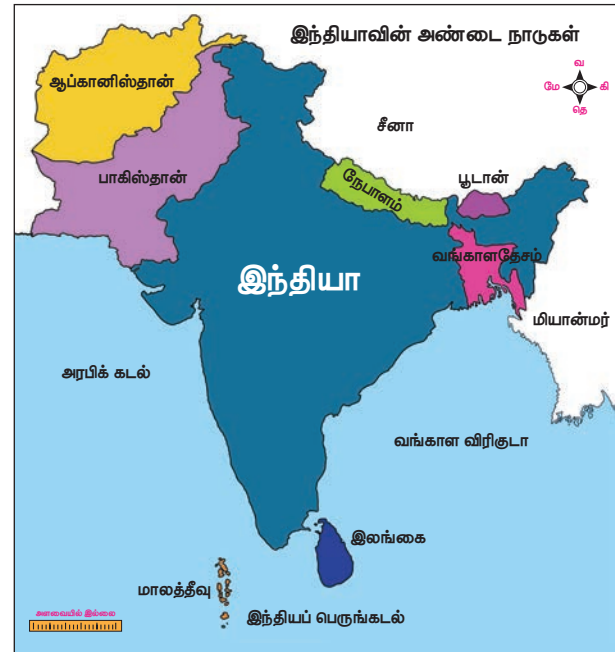 இந்தியாவின் அண்டை நாடுகள்
வ
மே
கி
தெ
ஆப்கானிஸ்தான்
சீனா
பாகிஸ்தான்
நேபாளம்
பூடான்
வங்காளதேசம்
இந்தியா
மியான்மர்
அரபிக் கடல்
வங்காள விரிகுடா
இலங்கை
மாலத்தீவு
இந்தியப் பெருங்கடல்
அளவையில் இல்லை